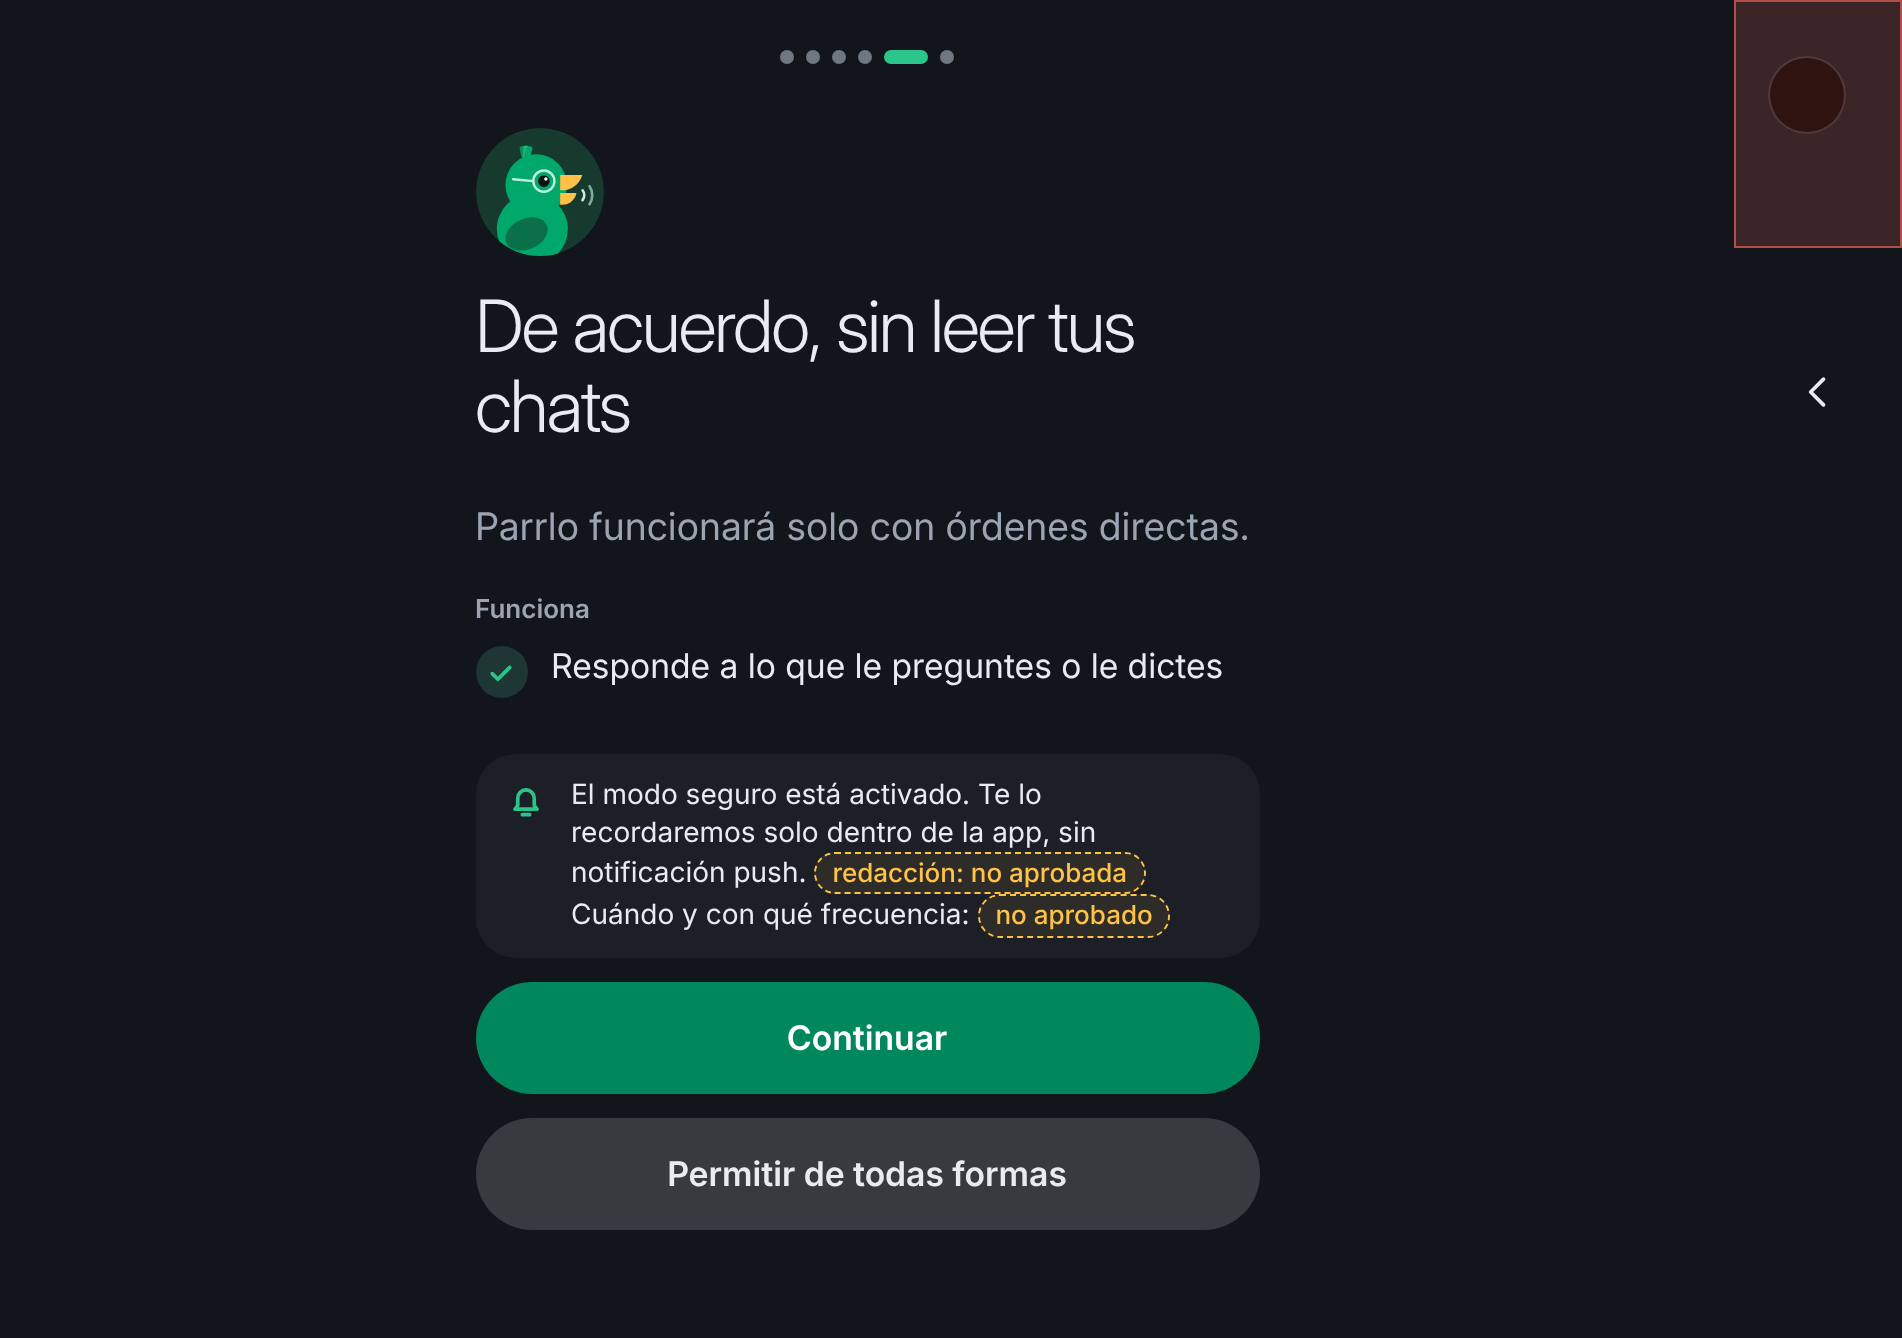 De acuerdo, sin leer tus
chats
Parrlo funcionará solo con órdenes directas.
Funciona
Responde a lo que le preguntes o le dictes
El modo seguro está activado. Te lo
recordaremos solo dentro de la app, sin
notificación push. redacción: no aprobada
Cuándo y con qué frecuencia: no aprobado
Continuar
Permitir de todas formas